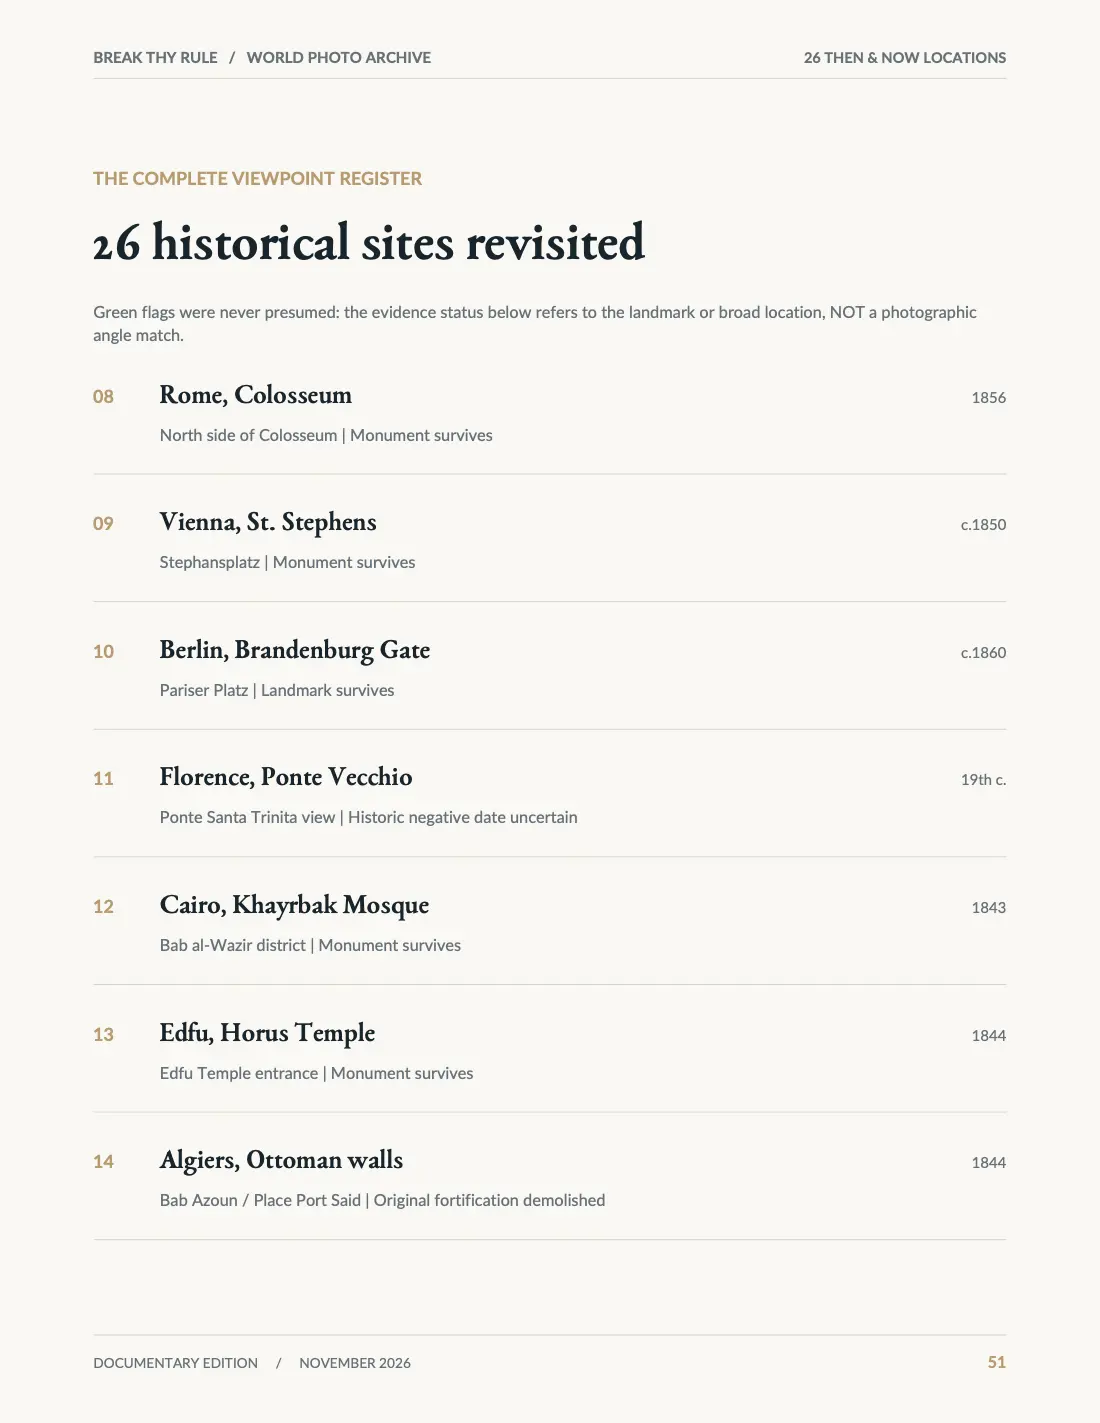 BREAK THY RULE / WORLD PHOTO ARCHIVE
26 THEN & NOW LOCATIONS
THE COMPLETE VIEWPOINT REGISTER
26 historical sites revisited
Green flags were never presumed: the evidence status below refers to the landmark or broad location, NOT a photographic
angle match.
08 Rome, Colosseum 1856
North side of Colosseum | Monument survives
09 Vienna, St. Stephens c.1850
Stephansplatz | Monument survives
10 Berlin, Brandenburg Gate c.1860
Pariser Platz | Landmark survives
11 Florence, Ponte Vecchio 19th c.
Ponte Santa Trinita view | Historic negative date uncertain
12 Cairo, Khayrbak Mosque 1843
Bab al-Wazir district | Monument survives
13 Edfu, Horus Temple 1844
Edfu Temple entrance | Monument survives
14 Algiers, Ottoman walls 1844
Bab Azoun / Place Port Said | Original fortification demolished
DOCUMENTARY EDITION / NOVEMBER 2026
51